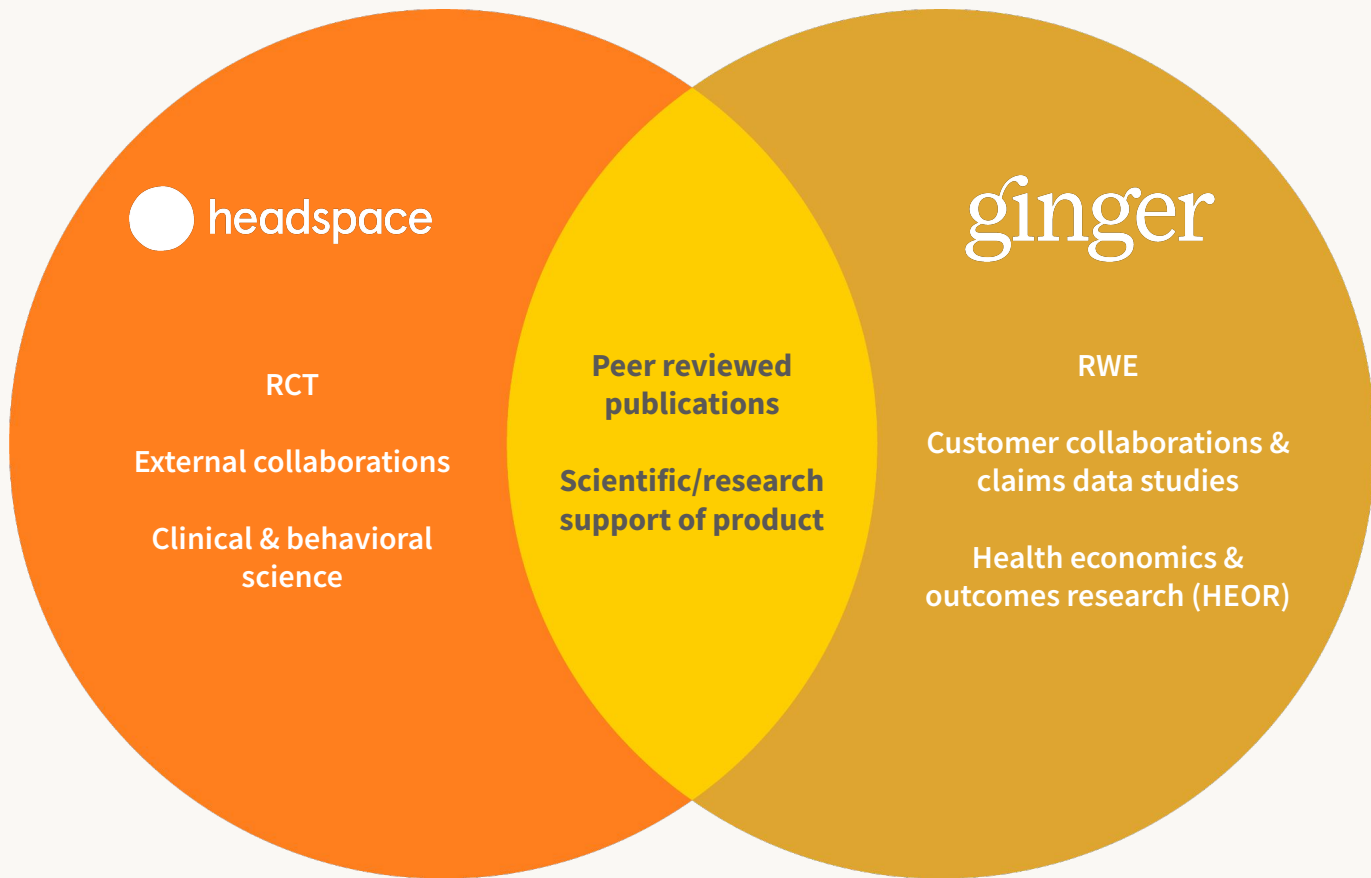 headspace
RCT
External collaborations
Clinical & behavioral
science
Peer reviewed
publications
Scientific/research
support of product
ginger
RWE
Customer collaborations &
claims data studies
Health economics &
outcomes research (HEOR)